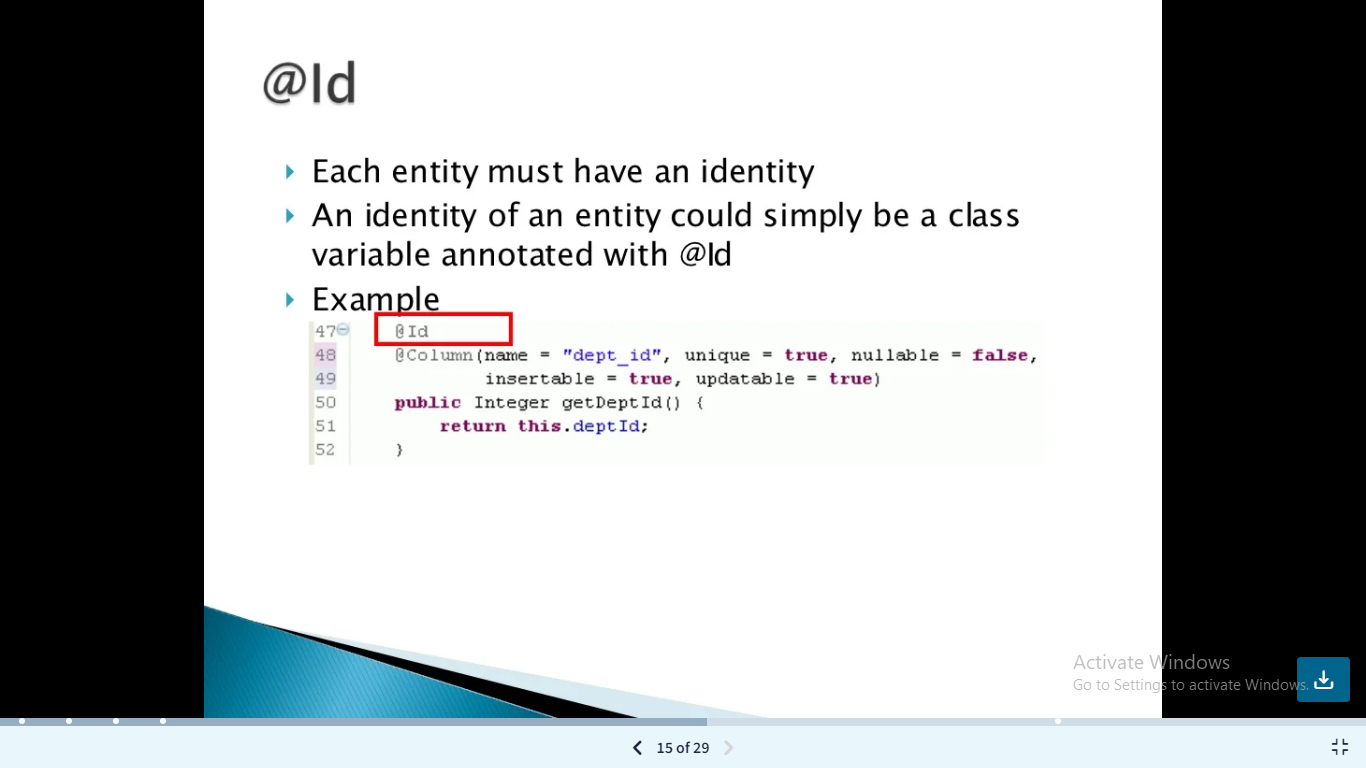 @Id
Each entity must have an identity
An identity of an entity could simply be a class
variable annotated with @Id
Example
47 @Id
48 @Column(name = "dept_id", unique = true, nullable = false,
49 insertable = true, updatable = true)
50 public Integer getDeptId() {
51 return this.deptId;
52 }
Activate Windows
Go to Settings to activate Windows.
15 of 29